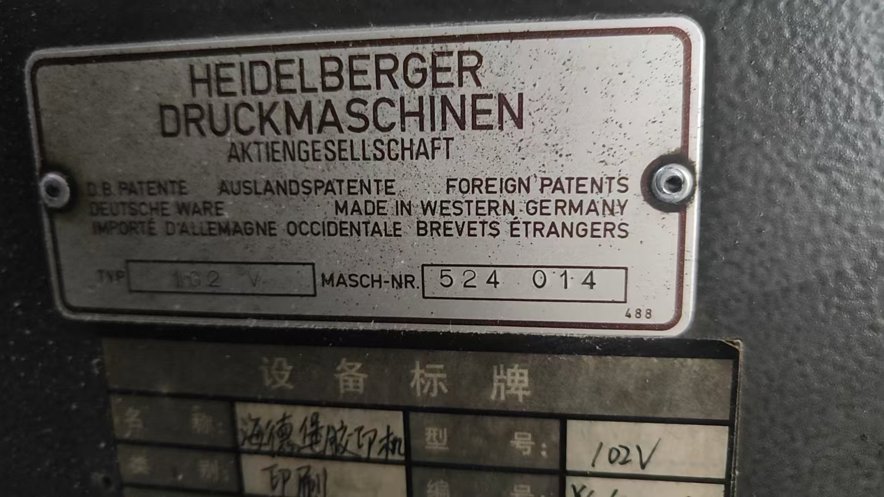 HEIDELBERGER
DRUCKMASCHINEN
AKTIENGESELLSCHAFT
D.B. PATENTE AUSLANDSPATENTE FOREIGN PATENTS
DEUTSCHE WARE MADE IN WESTERN GERMANY
IMPORTÉ D'ALLEMAGNE OCCIDENTALE BREVETS ÉTRANGERS
TYP 102 V MASCH-NR. 524 014
488
设备标牌
名称: 海德堡胶印机 型号: 102V
类别: 印刷 编号: